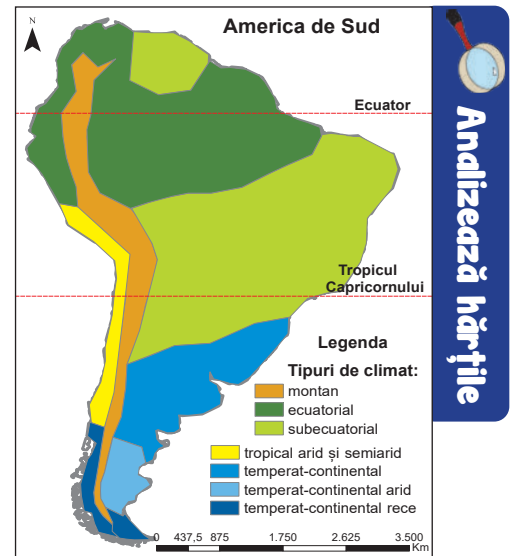 America de Sud
N
Ecuator
Tropicul
Capricornului
Legenda
Tipuri de climat:
montan
ecuatorial
subecuatorial
tropical arid și semiarid
temperat-continental
temperat-continental arid
temperat-continental rece
0 437,5 875 1.750 2.625 3.500
Km
Analizează hărțile